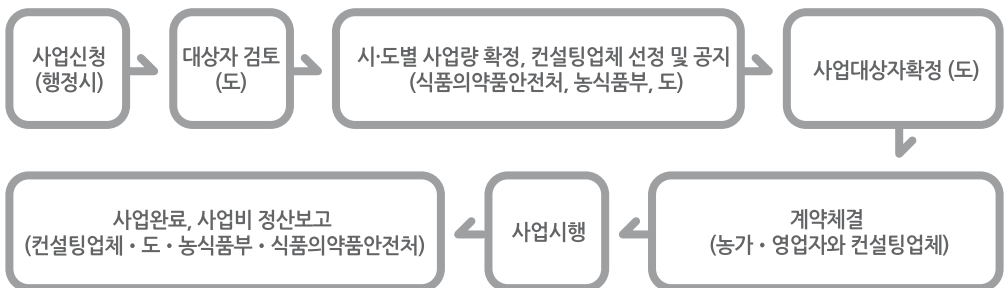 사업신청
(행정시)
대상자 검토
(도)
시·도별 사업량 확정, 컨설팅업체 선정 및 공지
(식품의약품안전처, 농식품부, 도)
사업대상자확정 (도)
계약체결
(농가・영업자와 컨설팅업체)
사업시행
사업완료, 사업비 정산보고
(컨설팅업체・도・농식품부・식품의약품안전처)